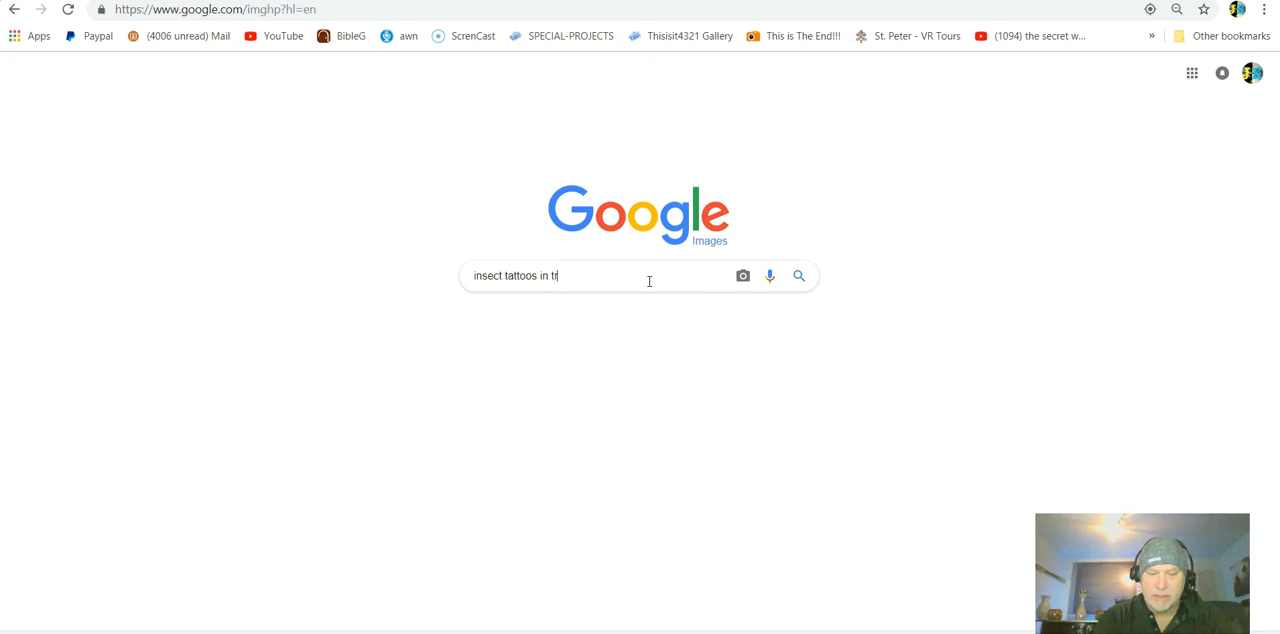 https://www.google.com/imghp?hl=en
Apps Paypal (4006 unread) Mail YouTube BibleG awn ScrenCast SPECIAL-PROJECTS Thisisit4321 Gallery This is The End!!! St. Peter - VR Tours (1094) the secret w... » Other bookmarks
Google
Images
insect tattoos in tr